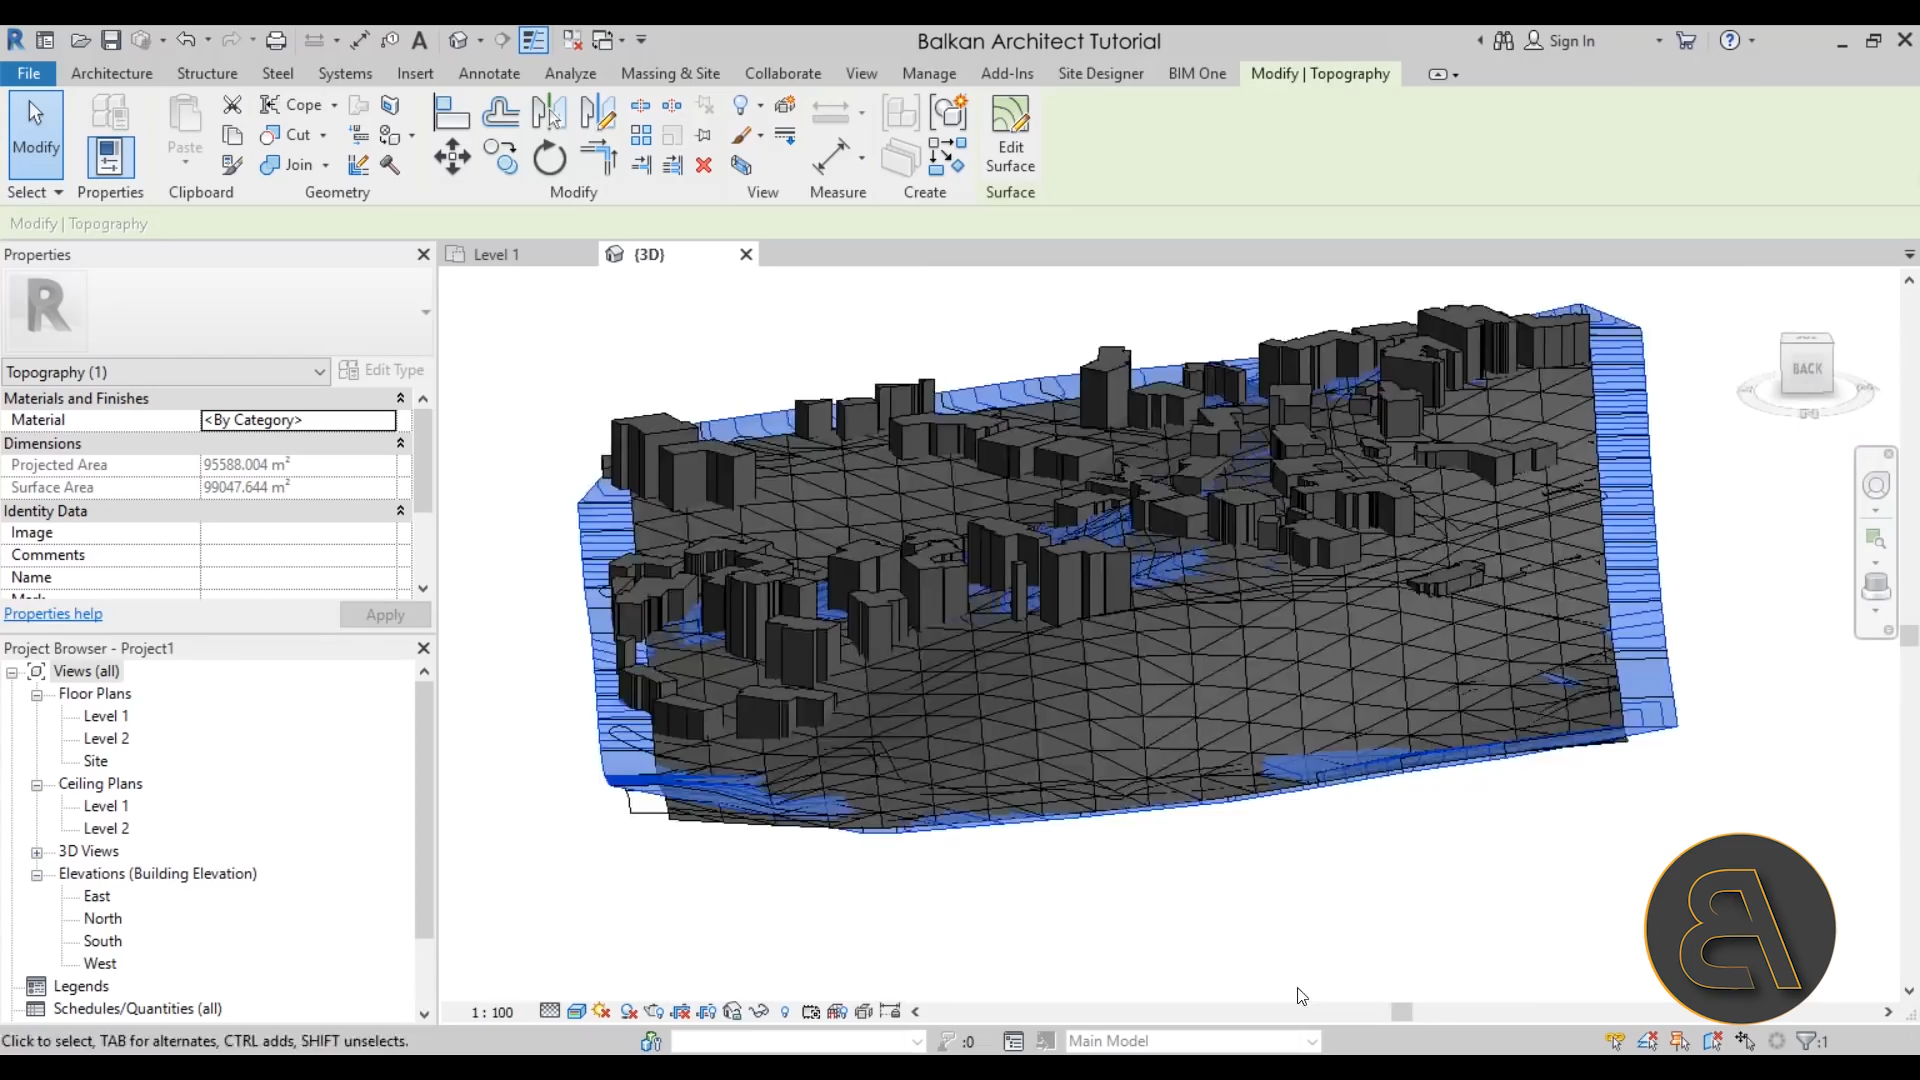 Balkan Architect Tutorial
Sign In
File Architecture Structure Steel Systems Insert Annotate Analyze Massing & Site Collaborate View Manage Add-Ins Site Designer BIM One Modify | Topography
Modify
Paste
Cope
Cut
Join
Edit
Surface
Select Properties Clipboard Geometry Modify View Measure Create Surface
Modify | Topography
Properties
Level 1
{3D}
R
Topography (1)
Edit Type
Materials and Finishes
Material <By Category>
Dimensions
Projected Area 95588.004 m²
Surface Area 99047.644 m²
Identity Data
Image
Comments
Name
Properties help
Apply
Project Browser - Project1
Views (all)
Floor Plans
Level 1
Level 2
Site
Ceiling Plans
Level 1
Level 2
3D Views
Elevations (Building Elevation)
East
North
South
West
Legends
Schedules/Quantities (all)
BACK
1 : 100
Click to select, TAB for alternates, CTRL adds, SHIFT unselects.
:0
Main Model
:1